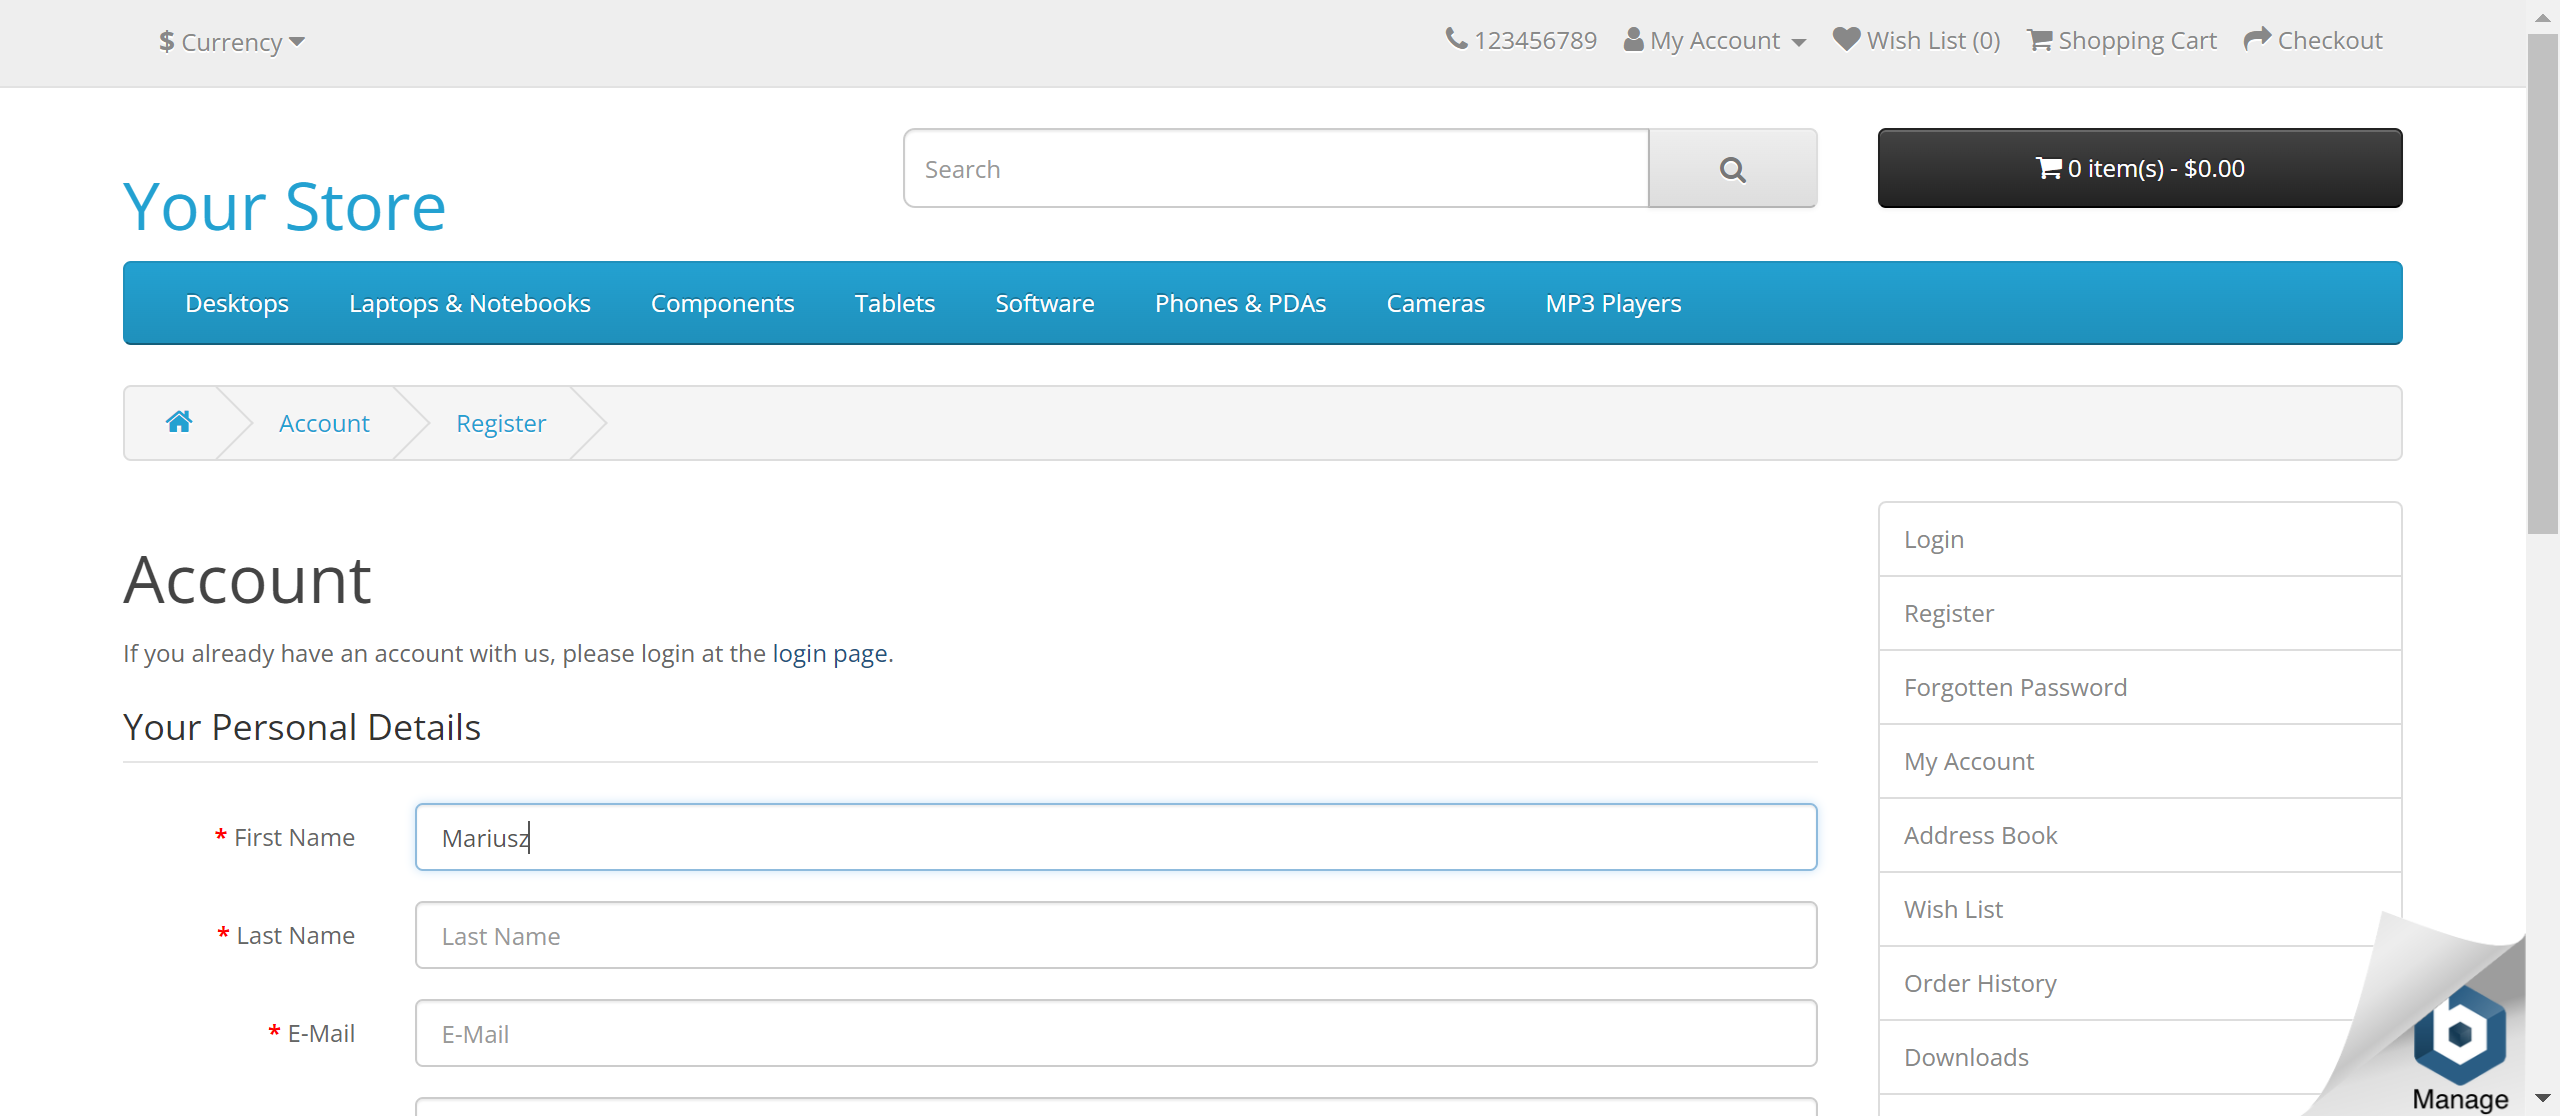 $ Currency
123456789 My Account Wish List (0) Shopping Cart Checkout
Your Store
Search
0 item(s) - $0.00
Desktops Laptops & Notebooks Components Tablets Software Phones & PDAs Cameras MP3 Players
Account Register
Account
If you already have an account with us, please login at the login page.
Your Personal Details
* First Name Mariusz
* Last Name Last Name
* E-Mail E-Mail
Login
Register
Forgotten Password
My Account
Address Book
Wish List
Order History
Downloads
b
Manage